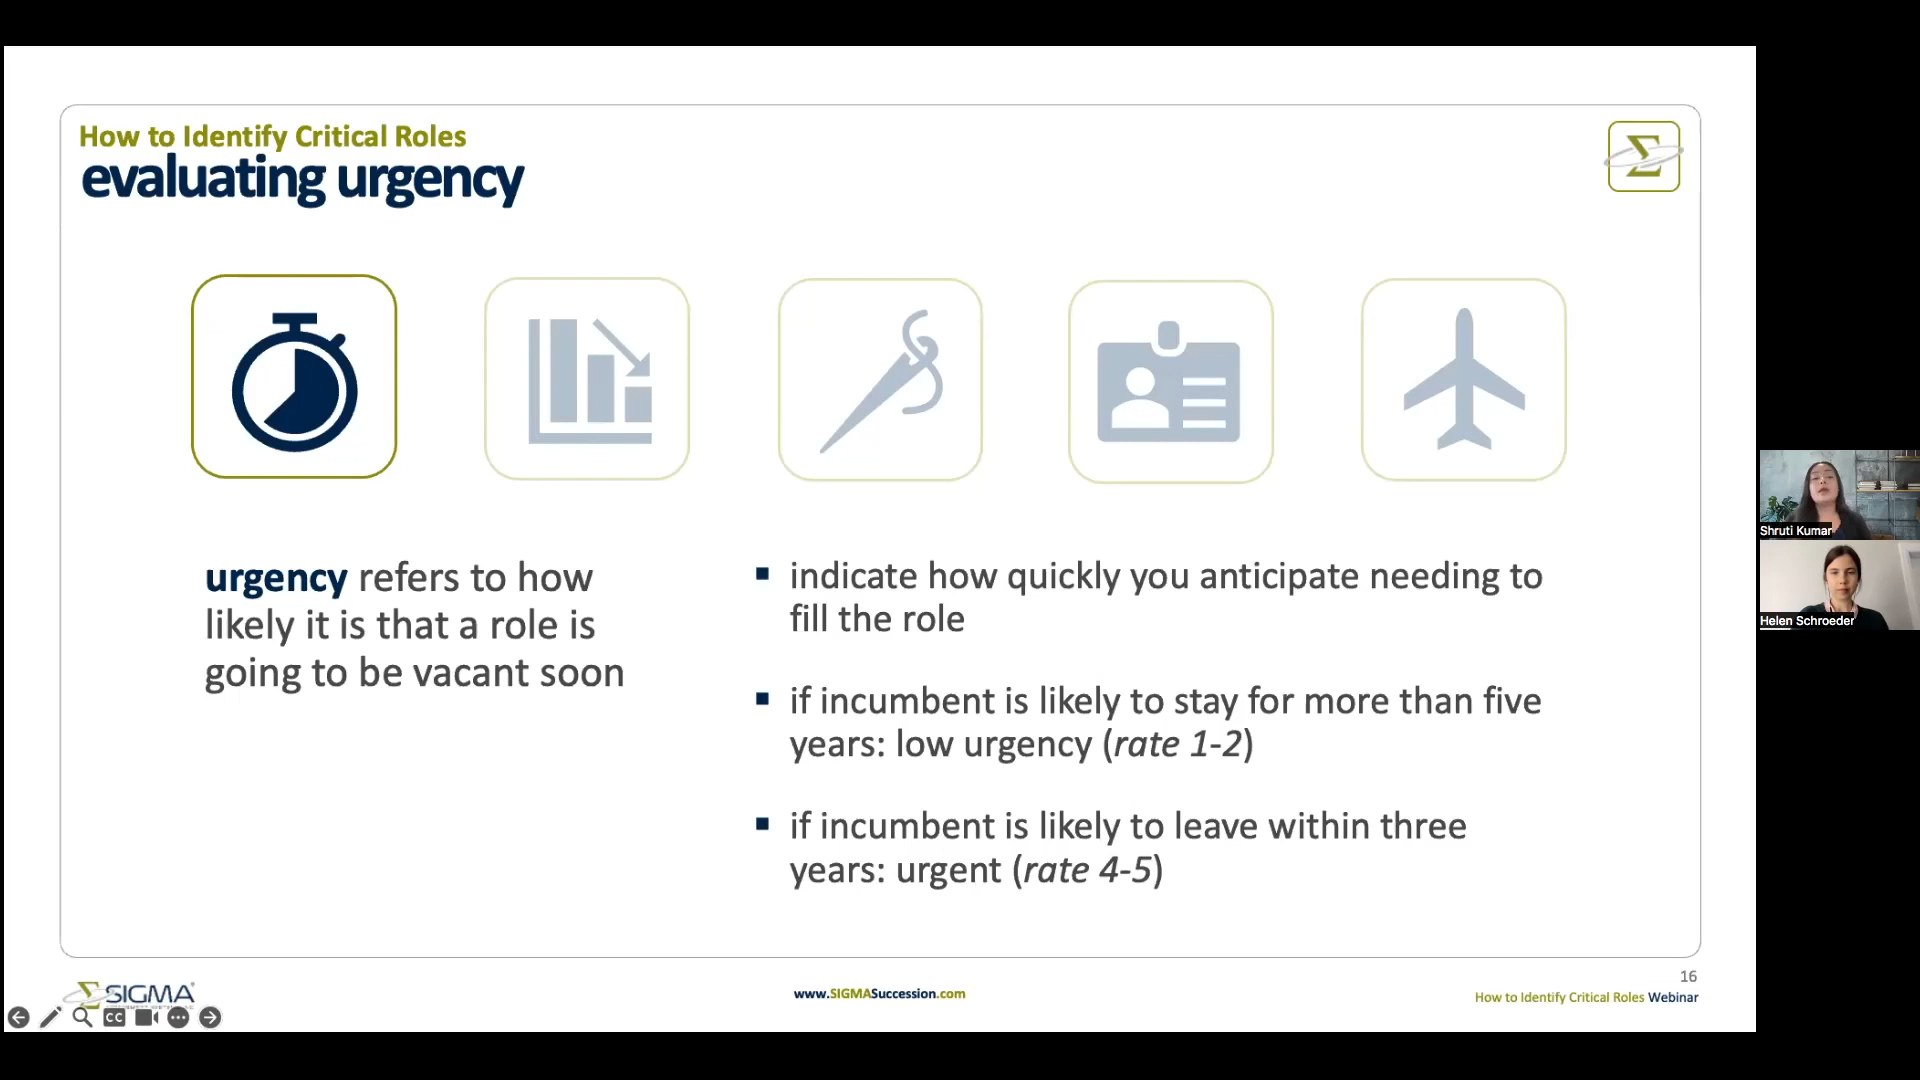 How to Identify Critical Roles
evaluating urgency
Σ
urgency refers to how
likely it is that a role is
going to be vacant soon
▪ indicate how quickly you anticipate needing to
fill the role
▪ if incumbent is likely to stay for more than five
years: low urgency (rate 1-2)
▪ if incumbent is likely to leave within three
years: urgent (rate 4-5)
Shruti Kumar
Helen Schroeder
ΣSIGMA
www.SIGMASuccession.com
16
How to Identify Critical Roles Webinar
CC